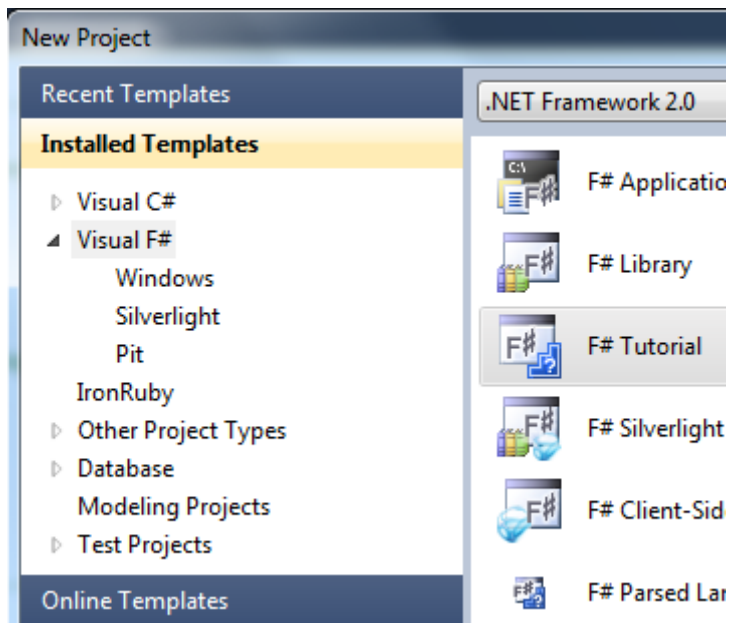 New Project
Recent Templates
Installed Templates
Visual C#
Visual F#
Windows
Silverlight
Pit
IronRuby
Other Project Types
Database
Modeling Projects
Test Projects
Online Templates
.NET Framework 2.0
C:\
F# Applicatio
F# Library
F# Tutorial
F# Silverlight
F# Client-Sid
F# Parsed Lar